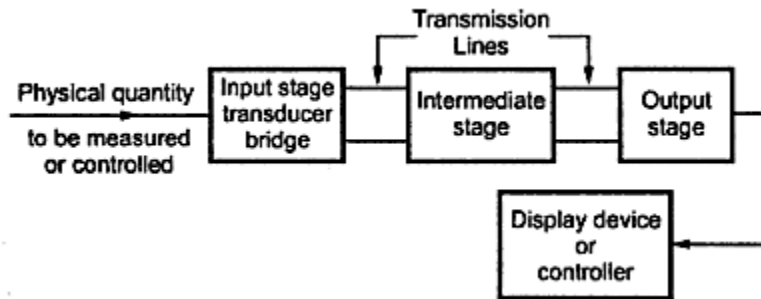 Transmission
Lines
Physical quantity
to be measured
or controlled
Input stage
transducer
bridge
Intermediate
stage
Output
stage
Display device
or
controller